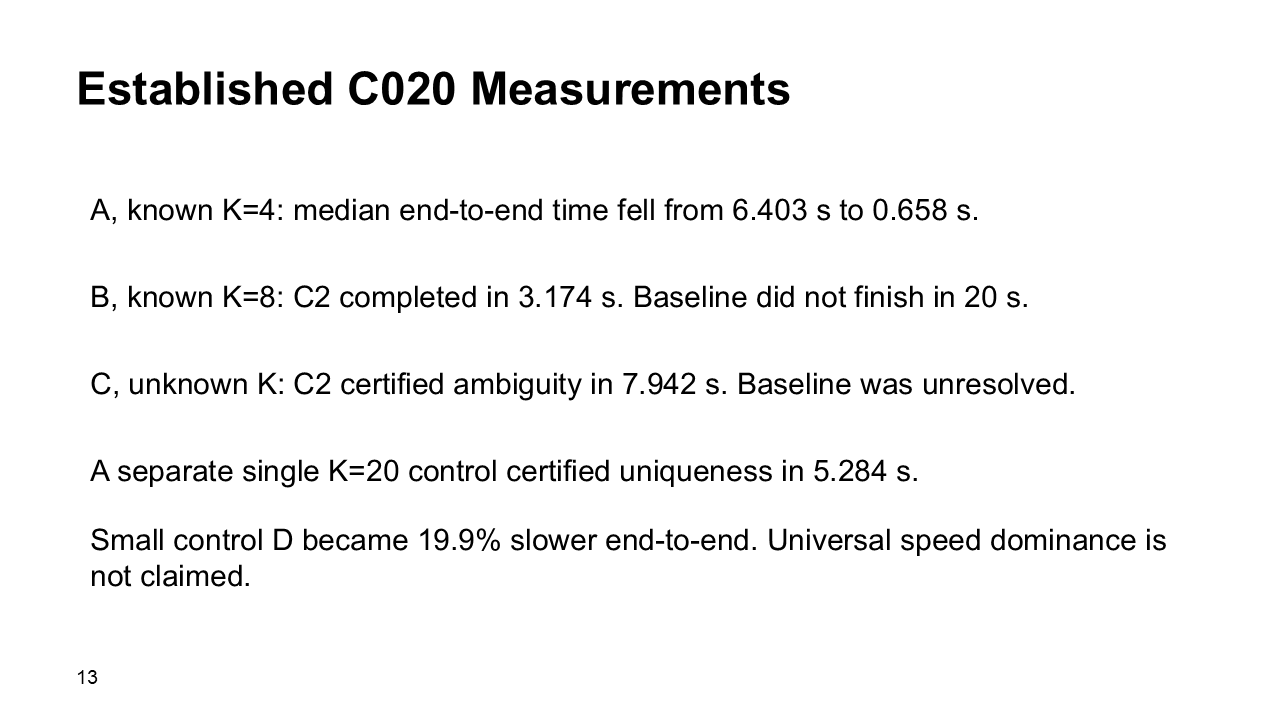 Established C020 Measurements
A, known K=4: median end-to-end time fell from 6.403 s to 0.658 s.
B, known K=8: C2 completed in 3.174 s. Baseline did not finish in 20 s.
C, unknown K: C2 certified ambiguity in 7.942 s. Baseline was unresolved.
A separate single K=20 control certified uniqueness in 5.284 s.
Small control D became 19.9% slower end-to-end. Universal speed dominance is
not claimed.
13